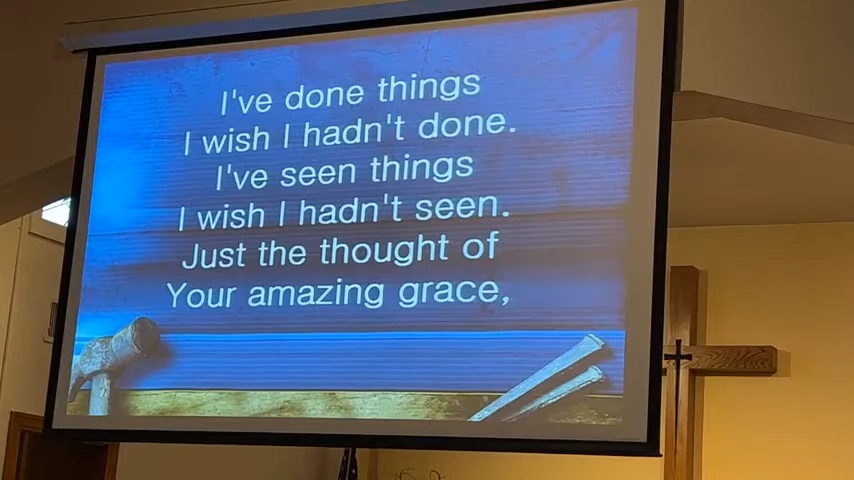 I've done things
I wish I hadn't done.
I've seen things
I wish I hadn't seen.
Just the thought of
Your amazing grace,